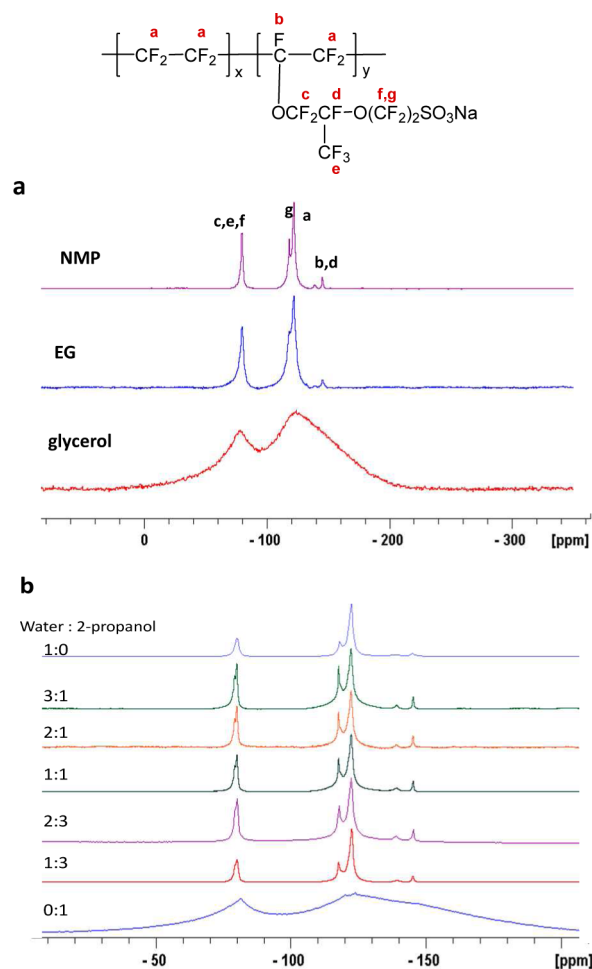 a a b a
F
CF2 CF2 C CF2
x y
c d f,g
OCF2CF-O(CF2)2SO3Na
CF3
e
a
c,e,f g a
b,d
NMP
EG
glycerol
0 - 100 - 200 - 300 [ppm]
b
Water : 2-propanol
1:0
3:1
2:1
1:1
2:3
1:3
0:1
- 50 - 100 - 150 [ppm]